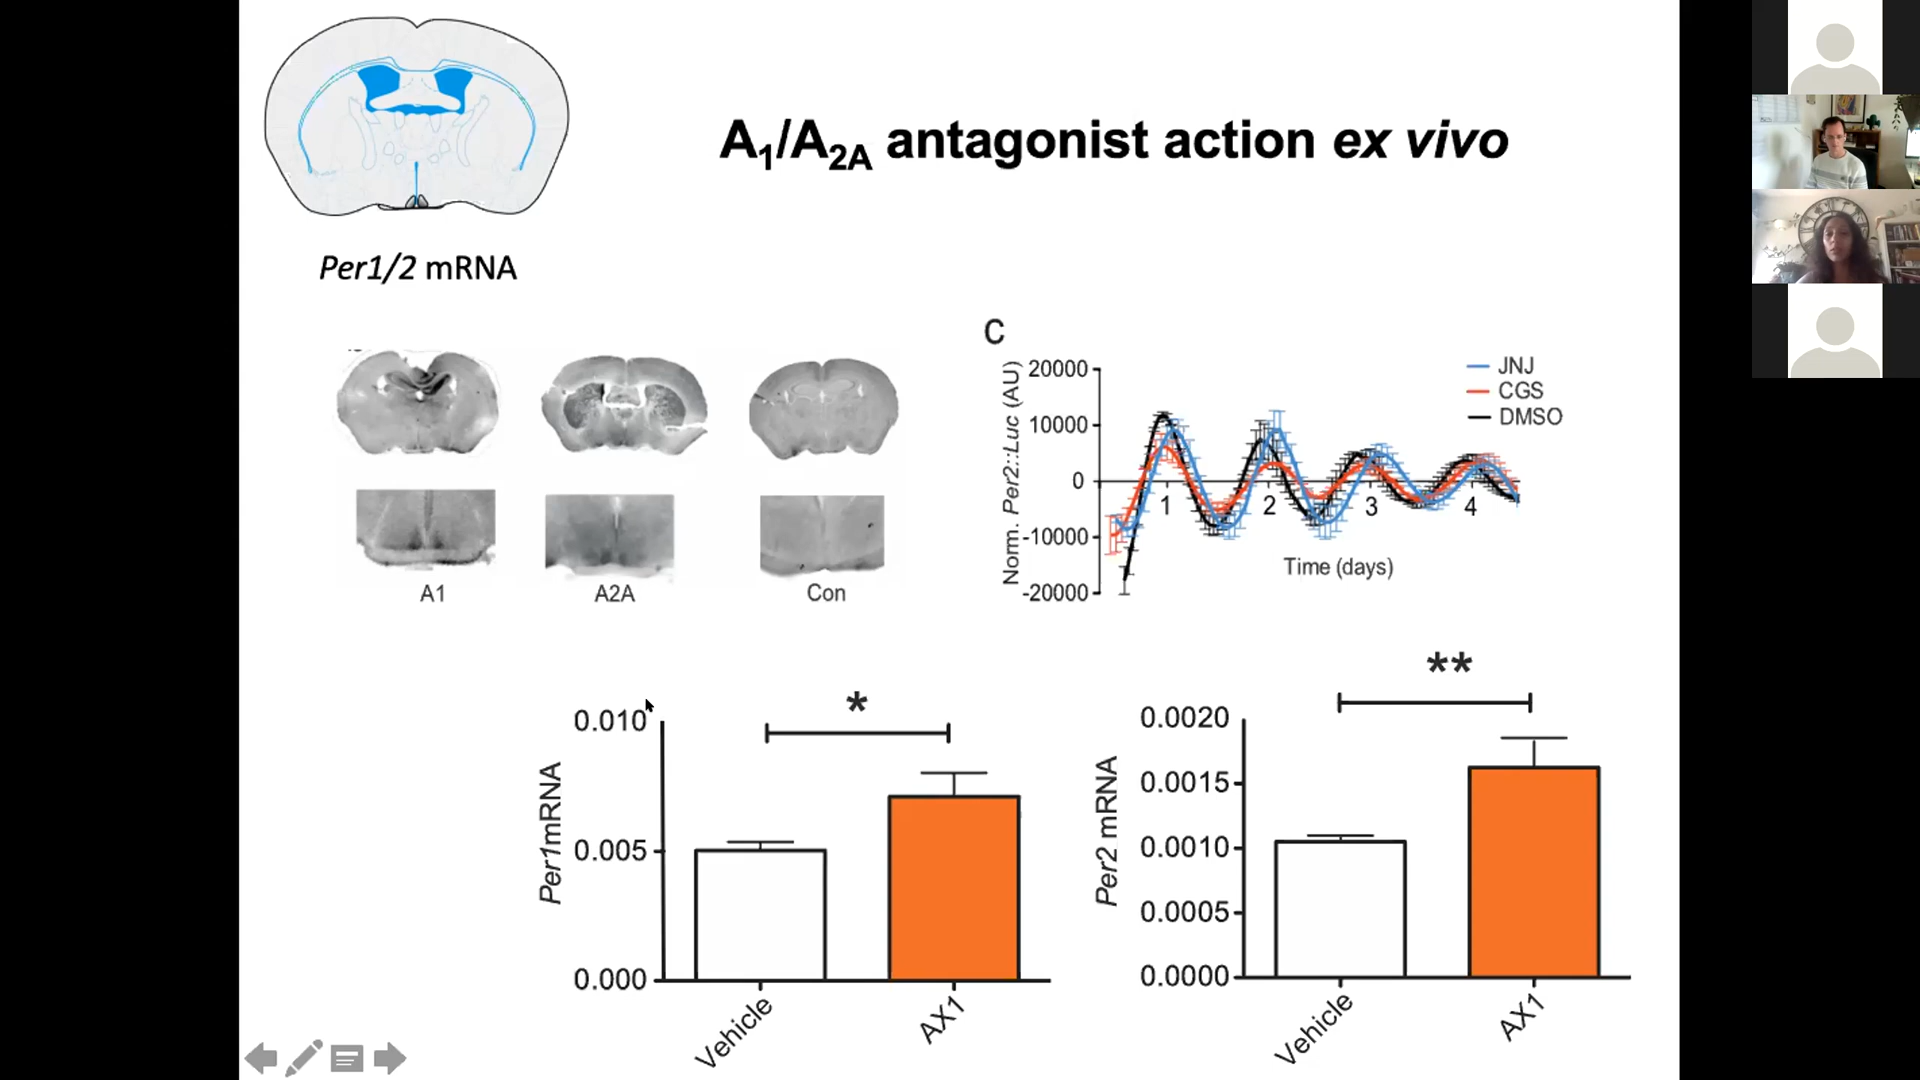 A1/A2A antagonist action ex vivo
Per1/2 mRNA
A1
A2A
Con
C
Norm. Per2::Luc (AU)
20000
10000
0
-10000
-20000
1
2
3
4
Time (days)
JNJ
CGS
DMSO
*
Per1mRNA
0.010
0.005
0.000
Vehicle
AX1
**
Per2 mRNA
0.0020
0.0015
0.0010
0.0005
0.0000
Vehicle
AX1